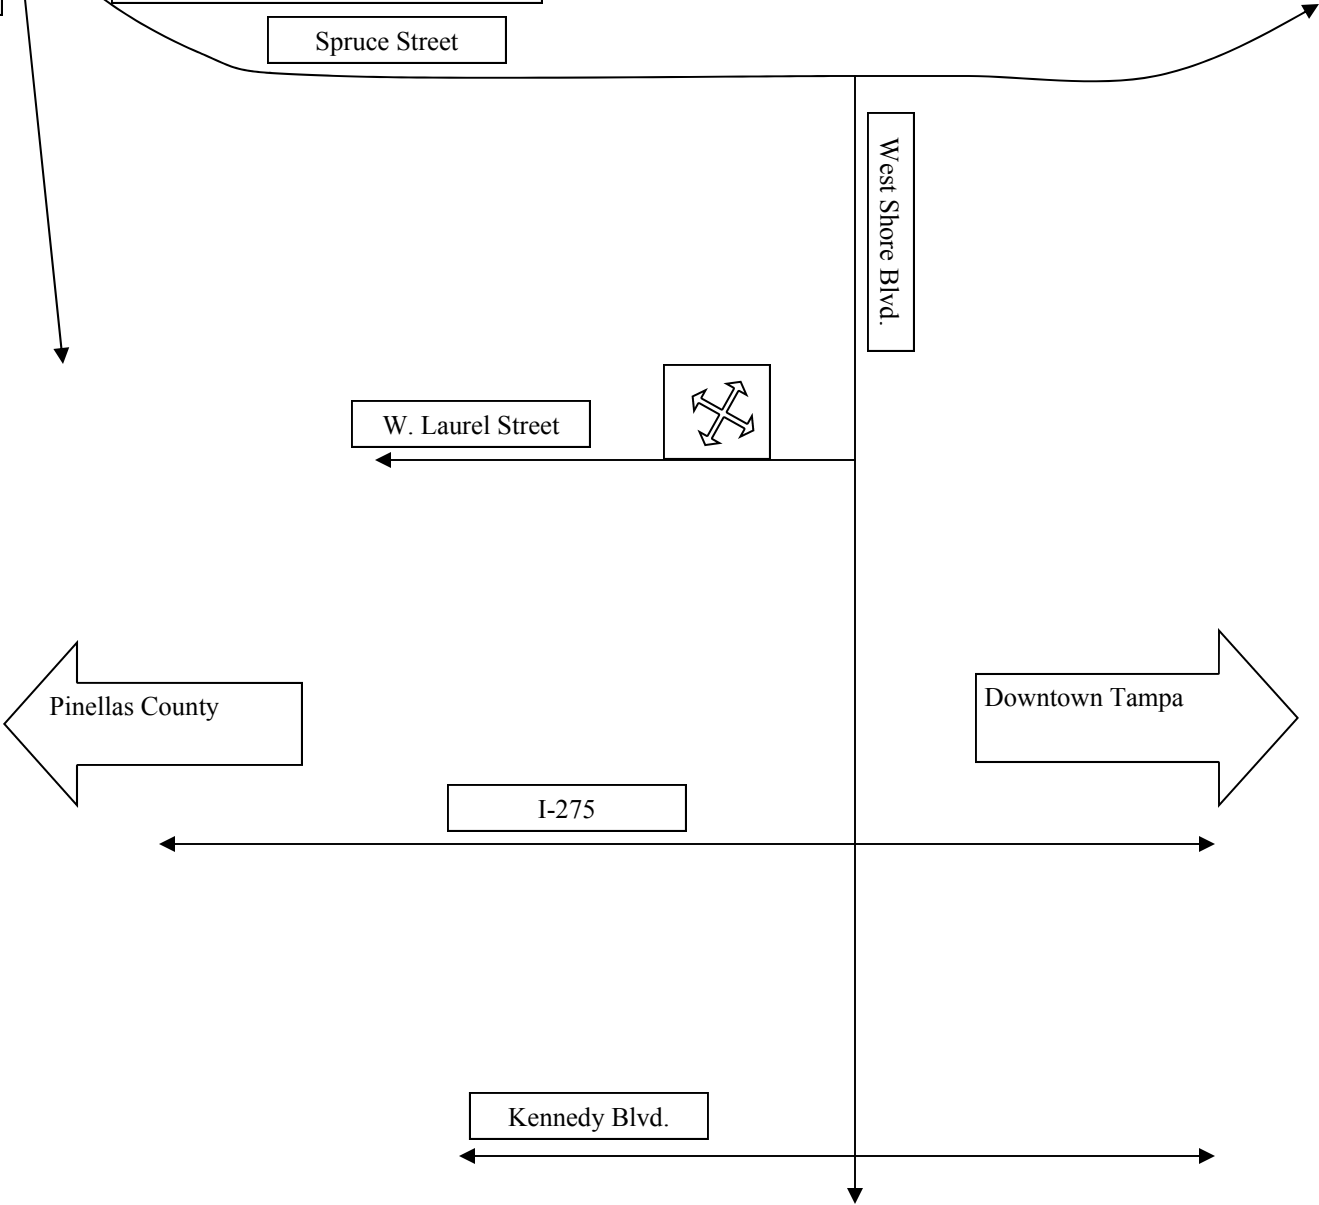 Spruce Street
West Shore Blvd.
W. Laurel Street
Pinellas County
Downtown Tampa
I-275
Kennedy Blvd.